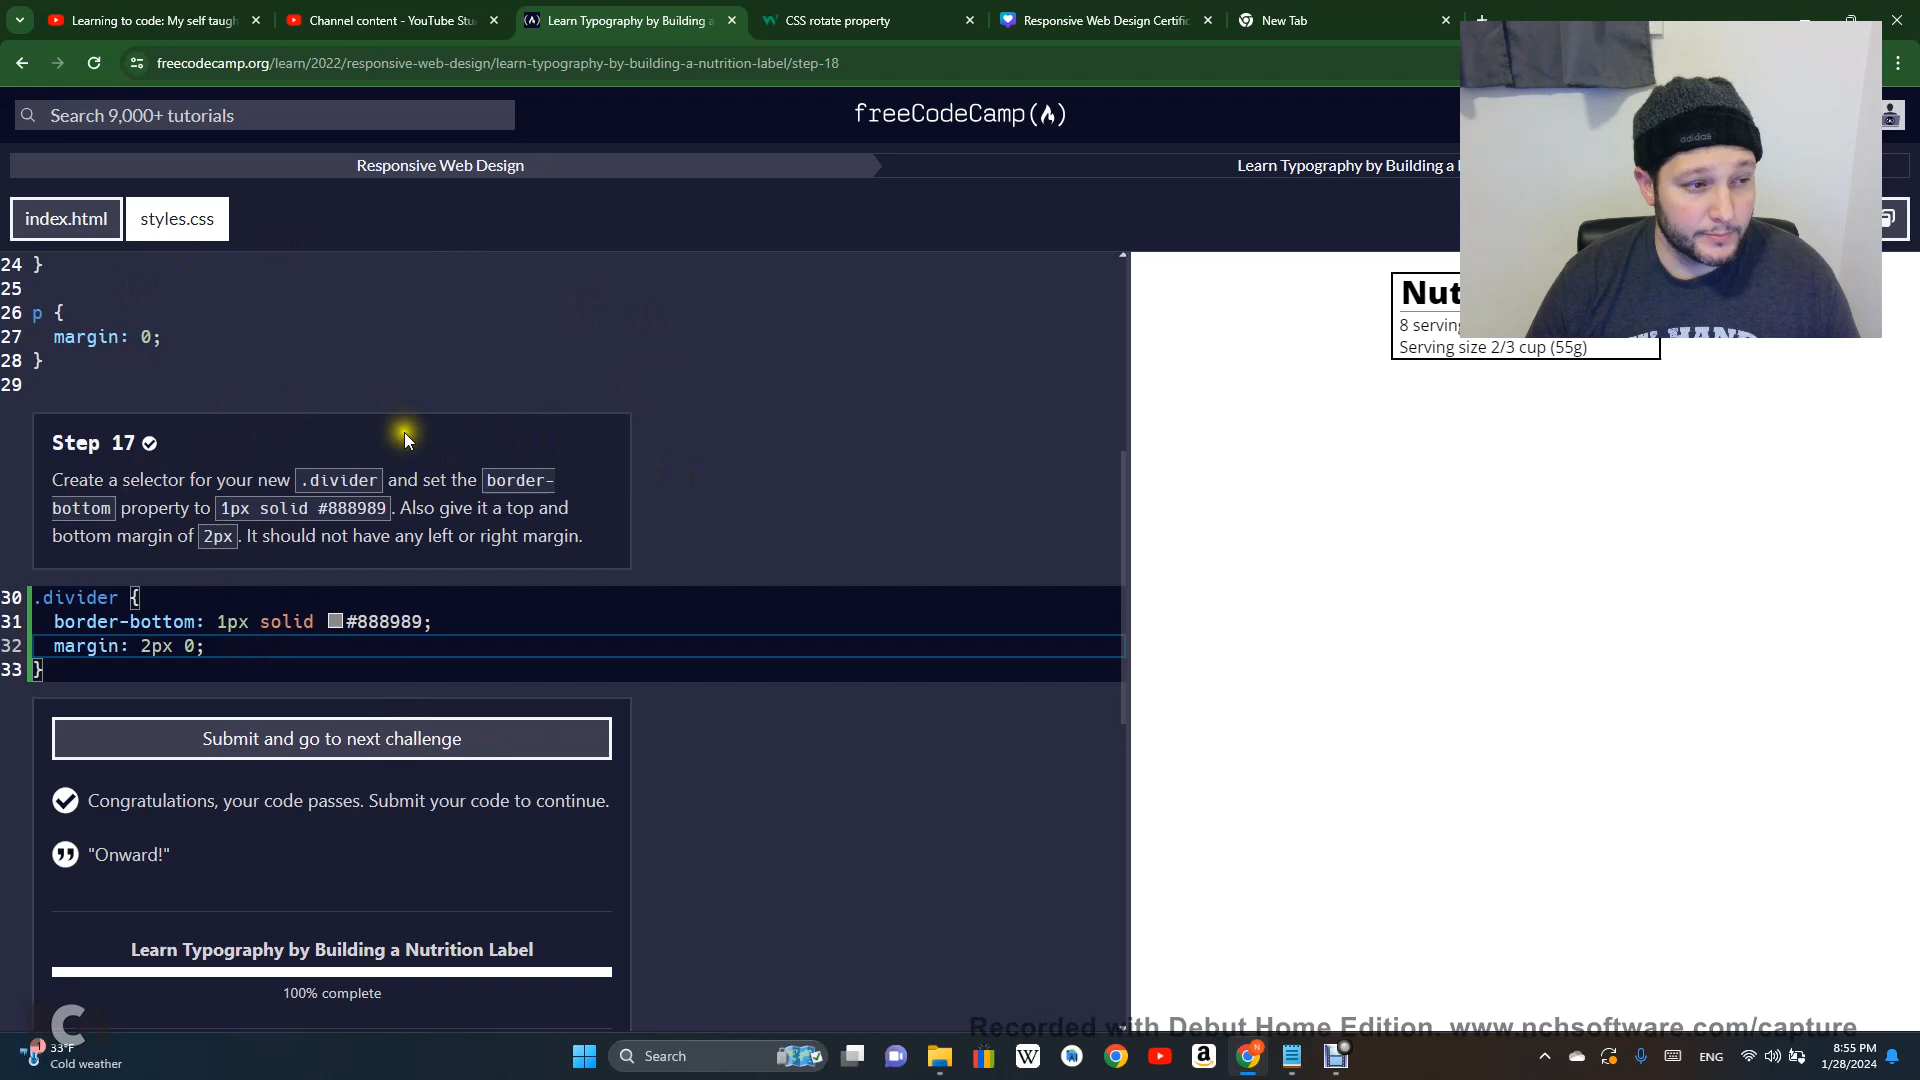 Learning to code: My self taugh
Channel content - YouTube Stu
Learn Typography by Building a
CSS rotate property
Responsive Web Design Certific
New Tab
freecodecamp.org/learn/2022/responsive-web-design/learn-typography-by-building-a-nutrition-label/step-18
Search 9,000+ tutorials
freeCodeCamp
Responsive Web Design
Learn Typography by Building a
index.html
styles.css
24 }
25
26 p {
27 margin: 0;
28 }
29
Step 17
Create a selector for your new .divider and set the border-
bottom property to 1px solid #888989. Also give it a top and
bottom margin of 2px. It should not have any left or right margin.
30 .divider {
31 border-bottom: 1px solid #888989;
32 margin: 2px 0;
33 }
Submit and go to next challenge
Congratulations, your code passes. Submit your code to continue.
"Onward!"
Learn Typography by Building a Nutrition Label
100% complete
Nut
8 serving
Serving size 2/3 cup (55g)
adidas
Recorded with Debut Home Edition. www.nchsoftware.com/capture
33°F
Cold weather
Search
ENG
8:55 PM
1/28/2024